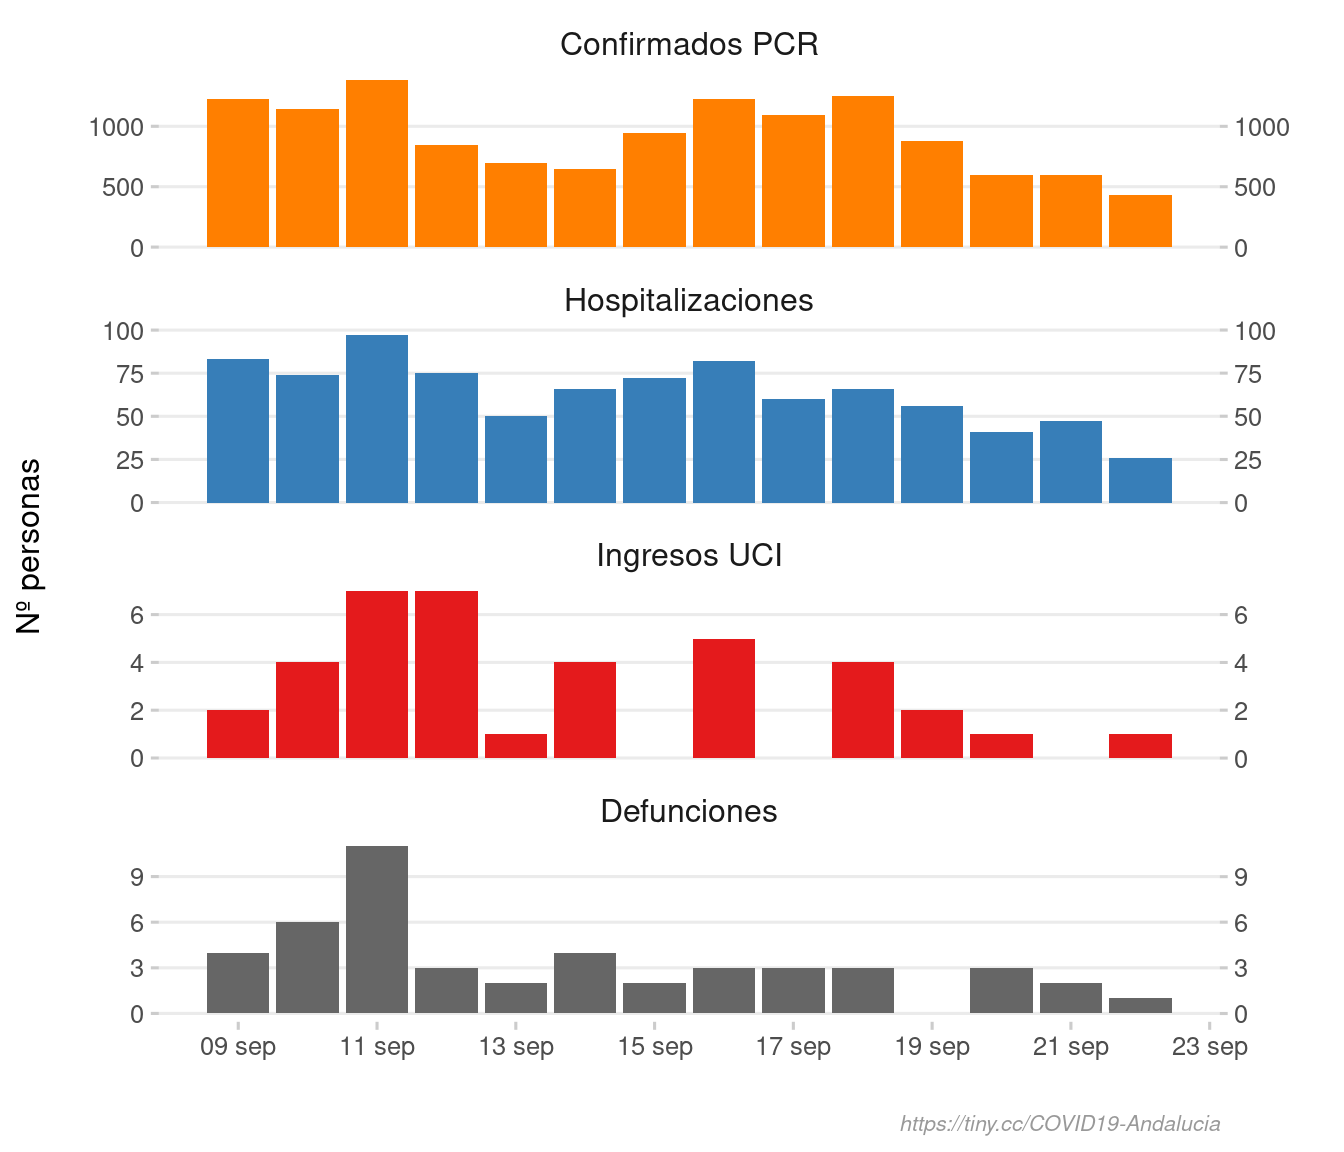 Confirmados PCR
1000 1000
500 500
0 0
Hospitalizaciones
100 100
75 75
50 50
25 25
0 0
Nº personas
Ingresos UCI
6 6
4 4
2 2
0 0
Defunciones
9 9
6 6
3 3
0 0
09 sep 11 sep 13 sep 15 sep 17 sep 19 sep 21 sep 23 sep
https://tiny.cc/COVID19-Andalucia